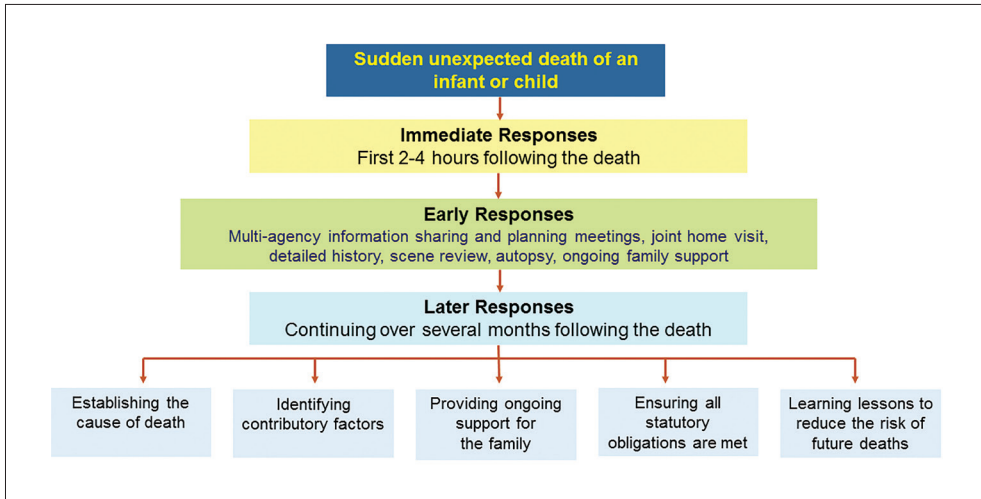 Sudden unexpected death of an
infant or child
Immediate Responses
First 2-4 hours following the death
Early Responses
Multi-agency information sharing and planning meetings, joint home visit,
detailed history, scene review, autopsy, ongoing family support
Later Responses
Continuing over several months following the death
Establishing the
cause of death
Identifying
contributory factors
Providing ongoing
support for
the family
Ensuring all
statutory
obligations are met
Learning lessons to
reduce the risk of
future deaths